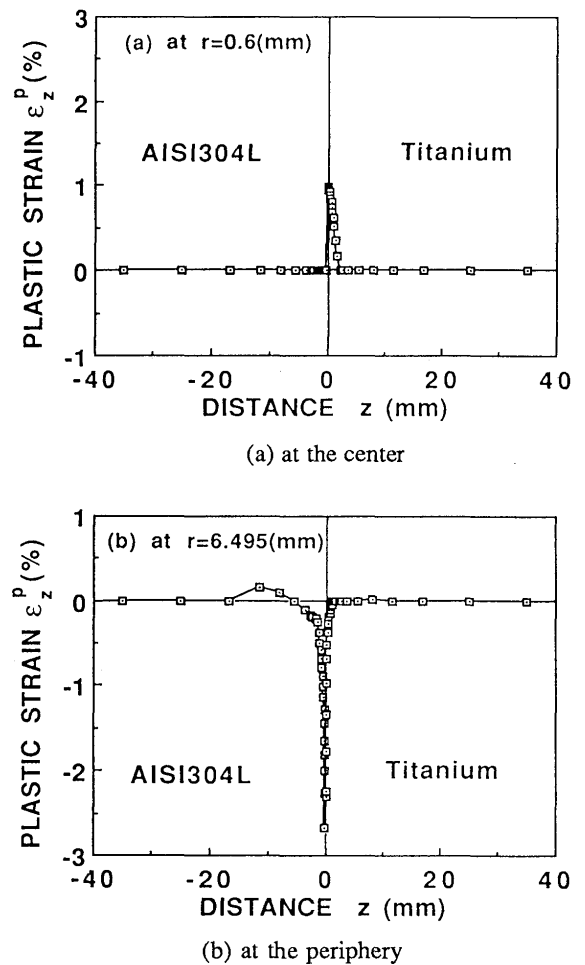 (a) at r=0.6(mm)
3
2
1
0
-1
PLASTIC STRAIN ε_z^p (%)
AISI304L
Titanium
-40
-20
0
20
40
DISTANCE z (mm)
(a) at the center
(b) at r=6.495(mm)
1
0
-1
-2
-3
PLASTIC STRAIN ε_z^p (%)
AISI304L
Titanium
-40
-20
0
20
40
DISTANCE z (mm)
(b) at the periphery